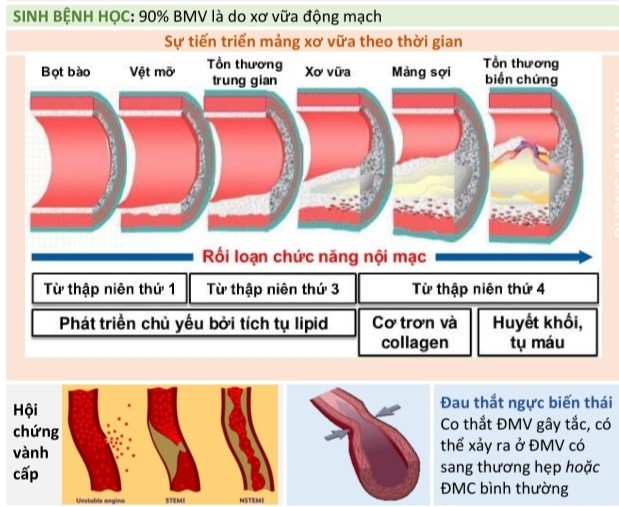 SINH BỆNH HỌC: 90% BMV là do xơ vữa động mạch
Sự tiến triển mảng xơ vữa theo thời gian
Bọt bào
Vệt mỡ
Tổn thương
trung gian
Xơ vữa
Mảng sợi
Tổn thương
biến chứng
Rối loạn chức năng nội mạc
Từ thập niên thứ 1
Từ thập niên thứ 3
Từ thập niên thứ 4
Phát triển chủ yếu bởi tích tụ lipid
Cơ trơn và
collagen
Huyết khối,
tụ máu
Hội
chứng
vành
cấp
Unstable angina
STEMI
NSTEMI
Đau thắt ngực biến thái
Co thắt ĐMV gây tắc, có
thể xảy ra ở ĐMV có
sang thương hẹp hoặc
ĐMC bình thường